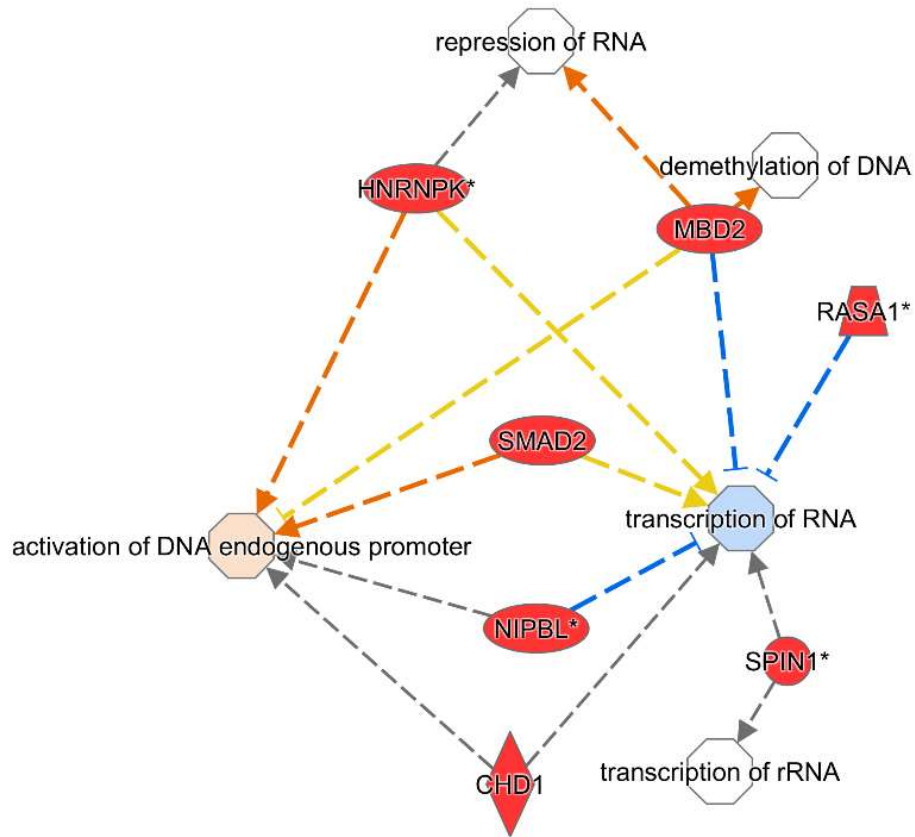 repression of RNA
demethylation of DNA
HNRNPK*
MBD2
RASA1*
SMAD2
transcription of RNA
activation of DNA endogenous promoter
NIPBL*
SPIN1*
transcription of rRNA
CHD1